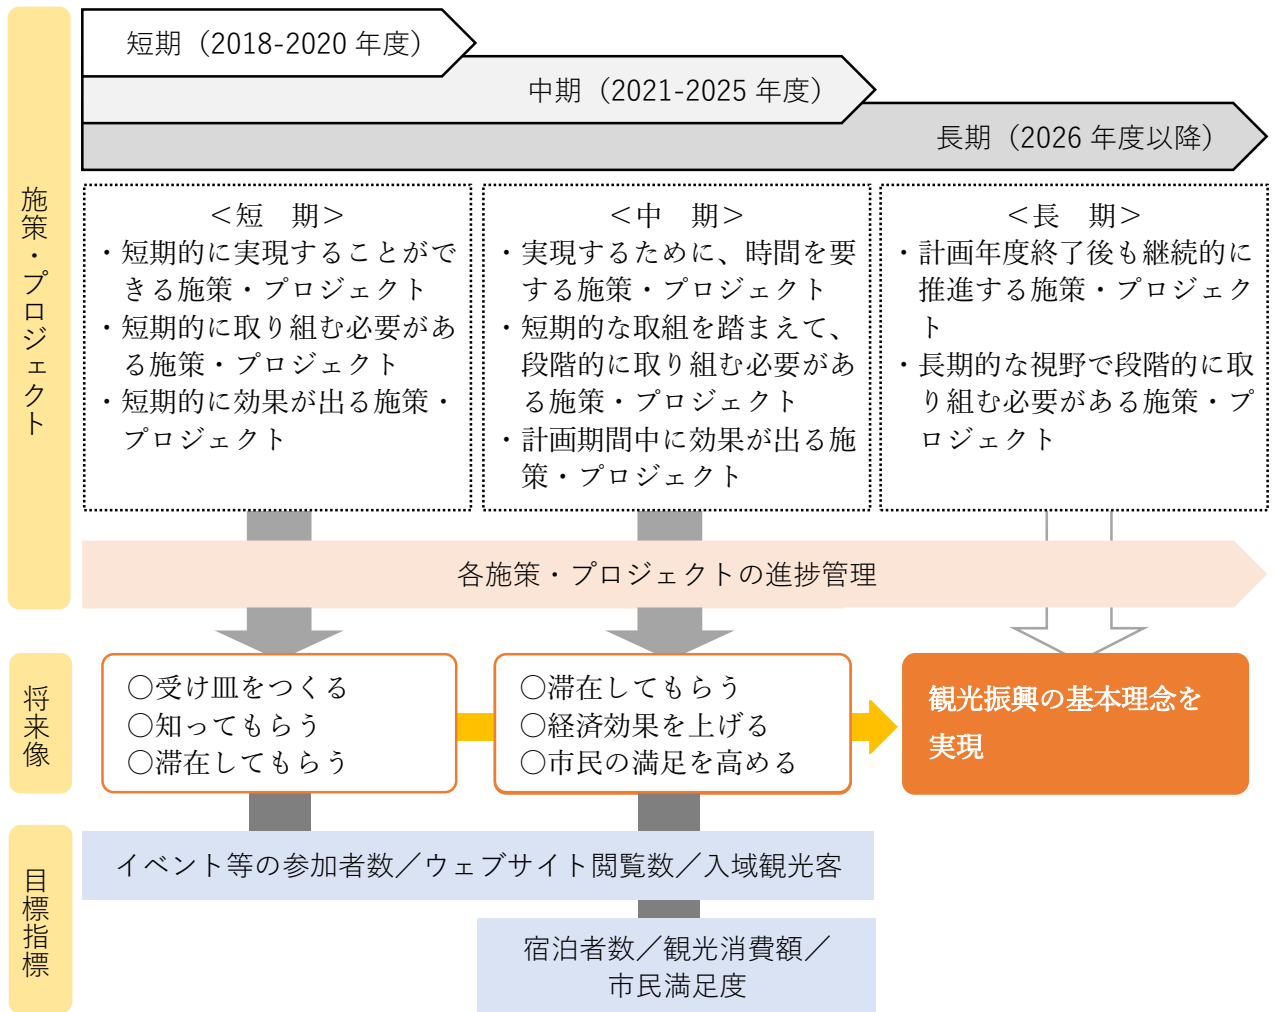 施策・プロジェクト
短期（2018-2020 年度）
中期（2021-2025 年度）
長期（2026 年度以降）
＜短　期＞
・短期的に実現することがで
きる施策・プロジェクト
・短期的に取り組む必要があ
る施策・プロジェクト
・短期的に効果が出る施策・
プロジェクト
＜中　期＞
・実現するために、時間を要
する施策・プロジェクト
・短期的な取組を踏まえて、
段階的に取り組む必要があ
る施策・プロジェクト
・計画期間中に効果が出る施
策・プロジェクト
＜長　期＞
・計画年度終了後も継続的に
推進する施策・プロジェク
ト
・長期的な視野で段階的に取
り組む必要がある施策・プ
ロジェクト
各施策・プロジェクトの進捗管理
将来像
○受け皿をつくる
○知ってもらう
○滞在してもらう
○滞在してもらう
○経済効果を上げる
○市民の満足を高める
観光振興の基本理念を
実現
目標指標
イベント等の参加者数／ウェブサイト閲覧数／入域観光客
宿泊者数／観光消費額／
市民満足度